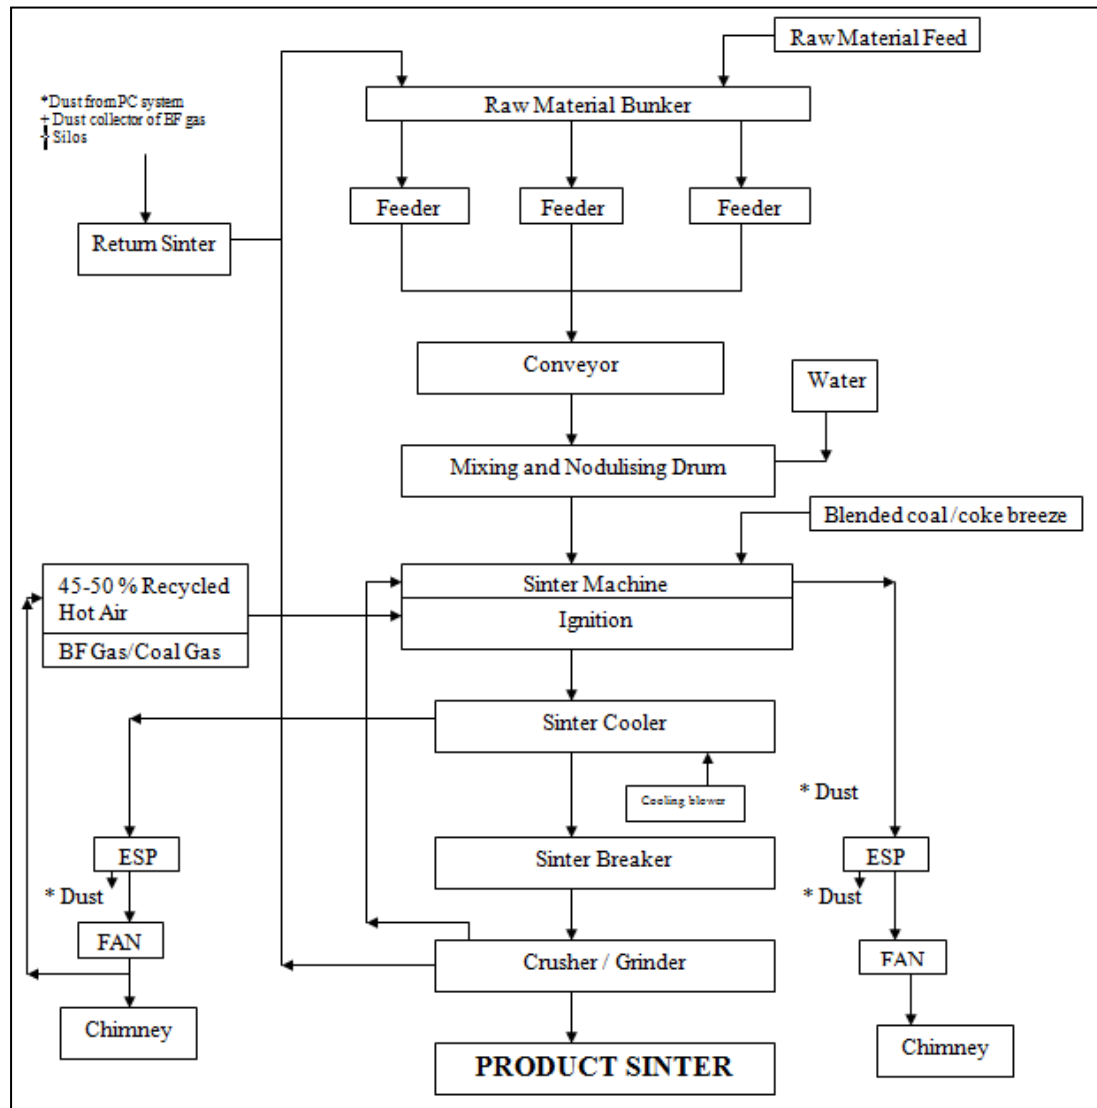 Raw Material Feed
*Dust from PC system
+ Dust collector of BF gas
+ Silos
Raw Material Bunker
Feeder
Feeder
Feeder
Return Sinter
Conveyor
Water
Mixing and Nodulising Drum
Blended coal/coke breeze
45-50 % Recycled
Hot Air
BF Gas/Coal Gas
Sinter Machine
Ignition
Sinter Cooler
Cooling blower
* Dust
ESP
Sinter Breaker
ESP
* Dust
* Dust
FAN
Crusher / Grinder
FAN
Chimney
PRODUCT SINTER
Chimney